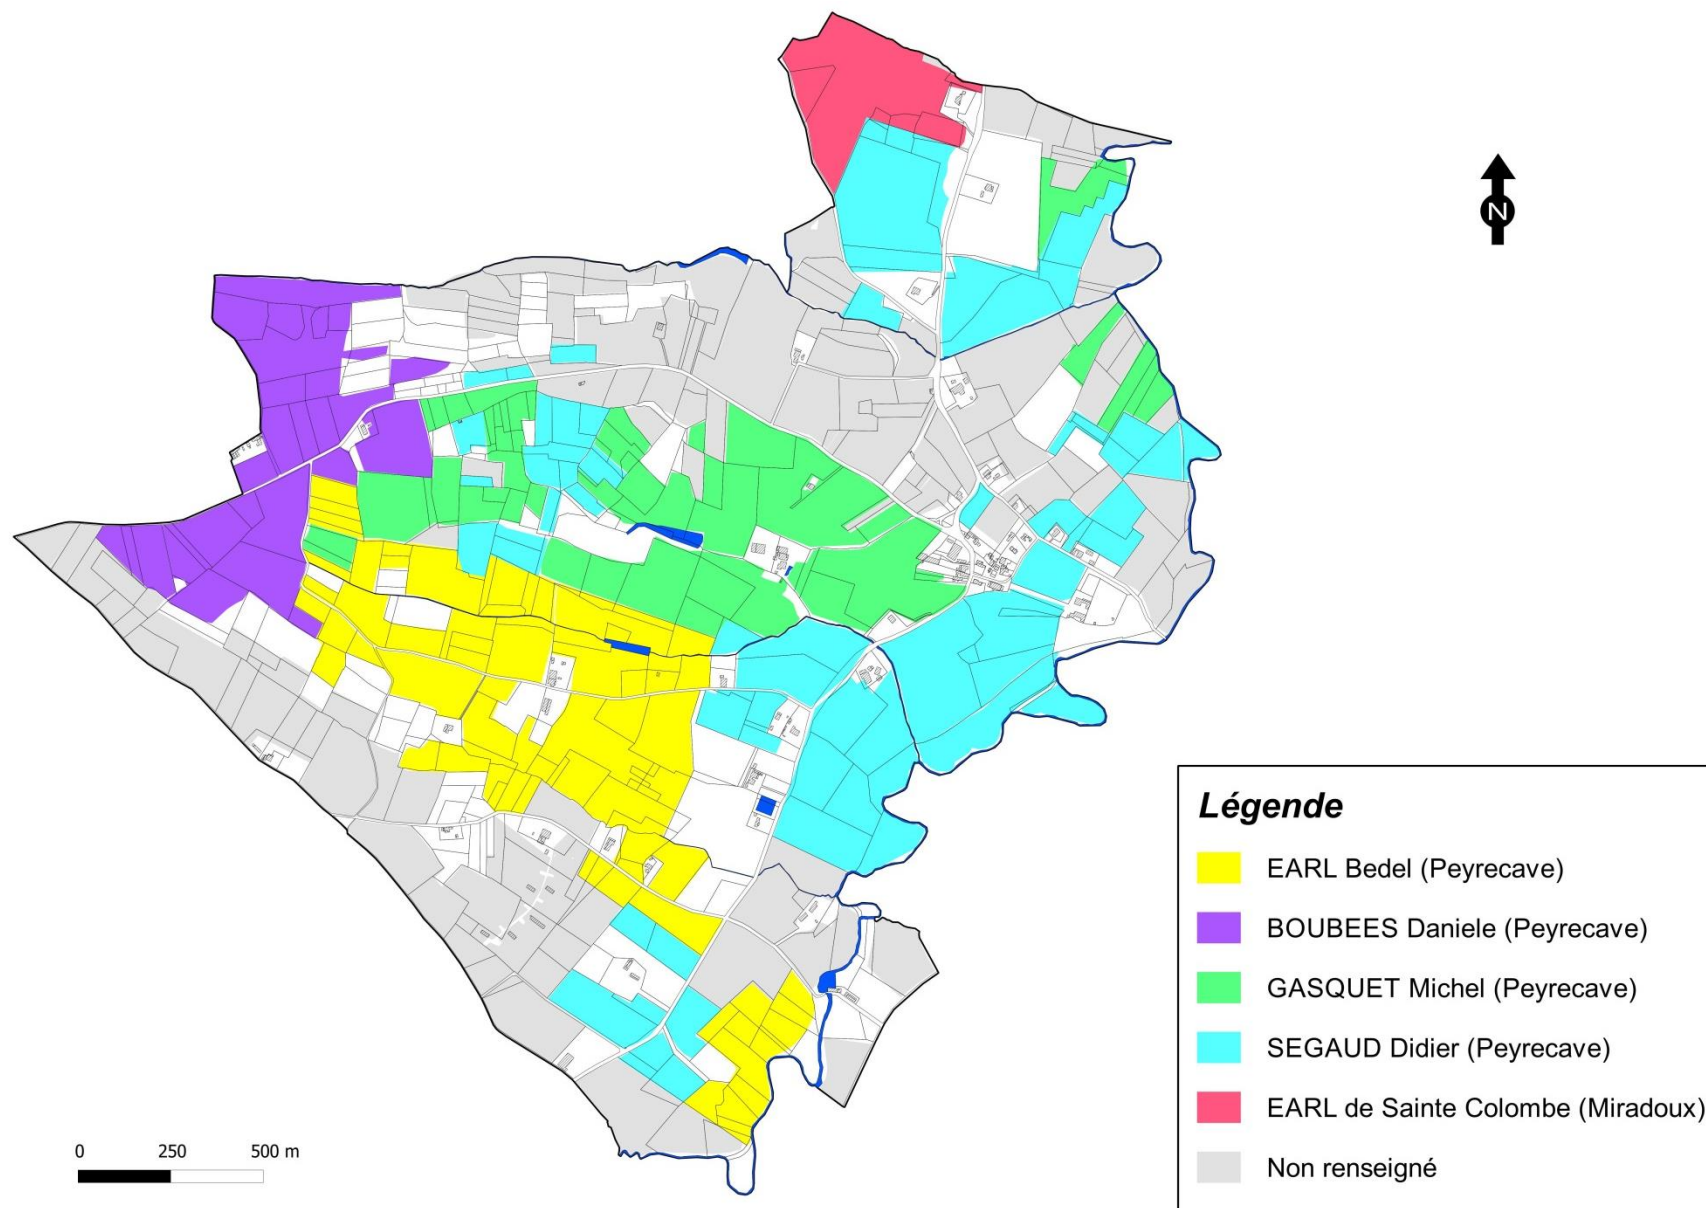 N
Légende
EARL Bedel (Peyrecave)
BOUBEES Daniele (Peyrecave)
GASQUET Michel (Peyrecave)
SEGAUD Didier (Peyrecave)
EARL de Sainte Colombe (Miradoux)
Non renseigné
0 250 500 m